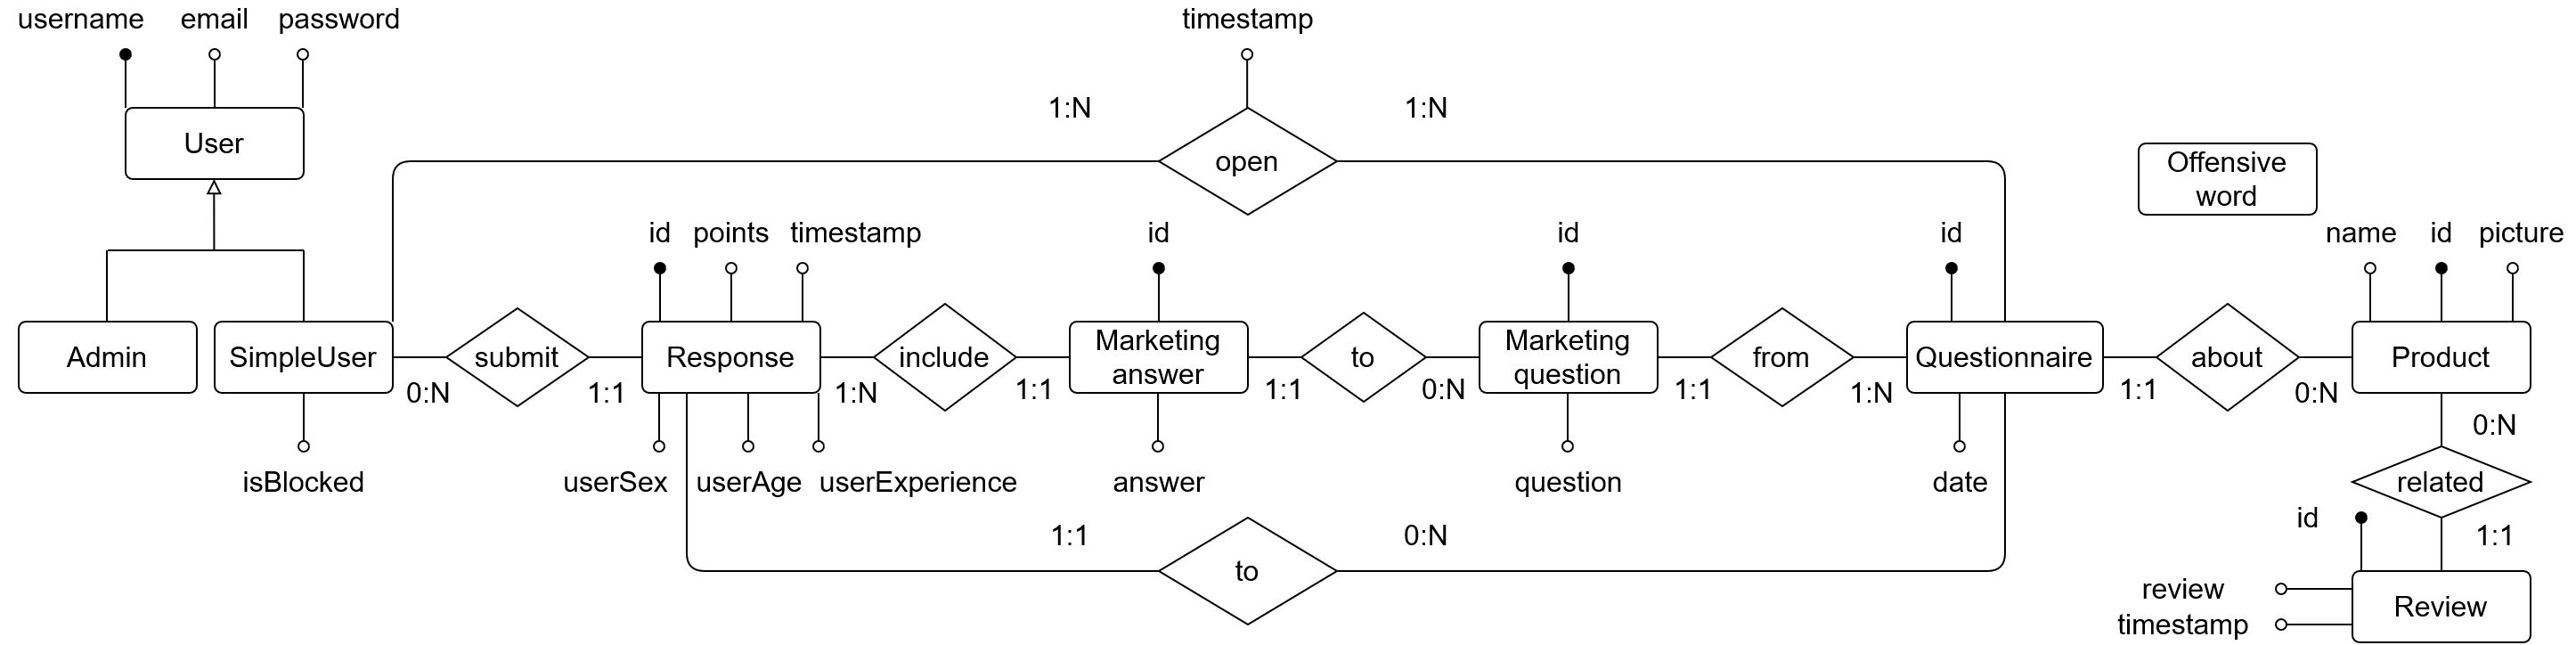 username email password
timestamp
1:N 1:N
User
open
Offensive
word
id points timestamp id id id name id picture
Admin SimpleUser submit Response include Marketing
answer to Marketing
question from Questionnaire about Product
0:N 1:1 1:N 1:1 1:1 0:N 1:1 1:N 1:1 0:N
0:N
isBlocked userSex userAge userExperience answer question date related
id
1:1 0:N 1:1
to
review
timestamp
Review